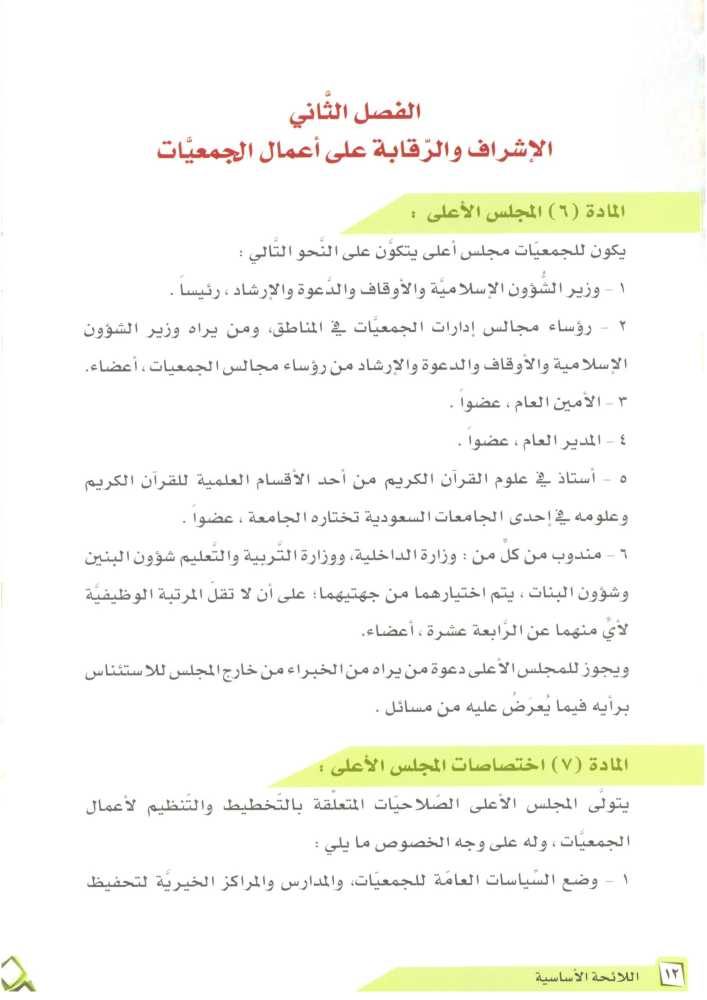 الفصل الثَّاني
الإشراف والرّقابة على أعمال الجمعيَّات
المادة (٦) المجلس الأعلى :
يكون للجمعيَّات مجلس أعلى يتكوَّن على النَّحو التَّالي :
١ - وزير الشُّؤون الإسلاميَّة والأوقاف والدَّعوة والإرشاد ، رئيساً .
٢ - رؤساء مجالس إدارات الجمعيَّات في المناطق، ومن يراه وزير الشؤون
الإسلامية والأوقاف والدعوة والإرشاد من رؤساء مجالس الجمعيات ، أعضاء.
٣ - الأمين العام ، عضواً .
٤ - المدير العام ، عضواً .
٥ - أستاذ في علوم القرآن الكريم من أحد الأقسام العلمية للقرآن الكريم
وعلومه في إحدى الجامعات السعودية تختاره الجامعة ، عضواً .
٦ - مندوب من كلٍّ من : وزارة الداخلية، ووزارة التَّربية والتَّعليم شؤون البنين
وشؤون البنات ، يتم اختيارهما من جهتيهما؛ على أن لا تقلّ المرتبة الوظيفيَّة
لأيٍّ منهما عن الرَّابعة عشرة ، أعضاء.
ويجوز للمجلس الأعلى دعوة من يراه من الخبراء من خارج المجلس للاستئناس
برأيه فيما يُعرَضُ عليه من مسائل .
المادة (٧) اختصاصات المجلس الأعلى :
يتولَّى المجلس الأعلى الصَّلاحيَّات المتعلّقة بالتَّخطيط والتَّنظيم لأعمال
الجمعيَّات ، وله على وجه الخصوص ما يلي :
١ - وضع السِّياسات العامَّة للجمعيَّات، والمدارس والمراكز الخيريَّة لتحفيظ
١٢ اللائحة الأساسية